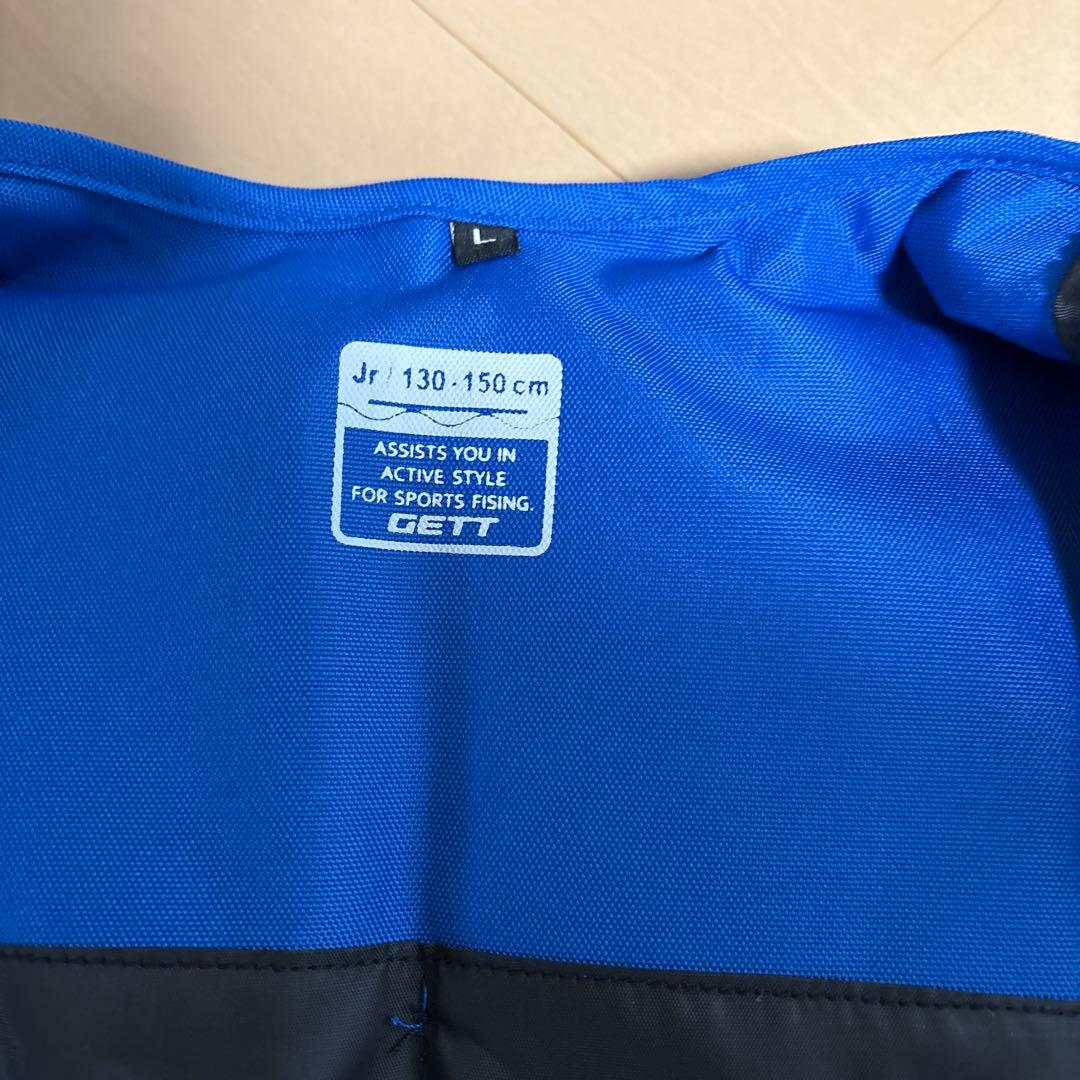 L
Jr / 130 - 150 cm
ASSISTS YOU IN
ACTIVE STYLE
FOR SPORTS FISING.
GETT